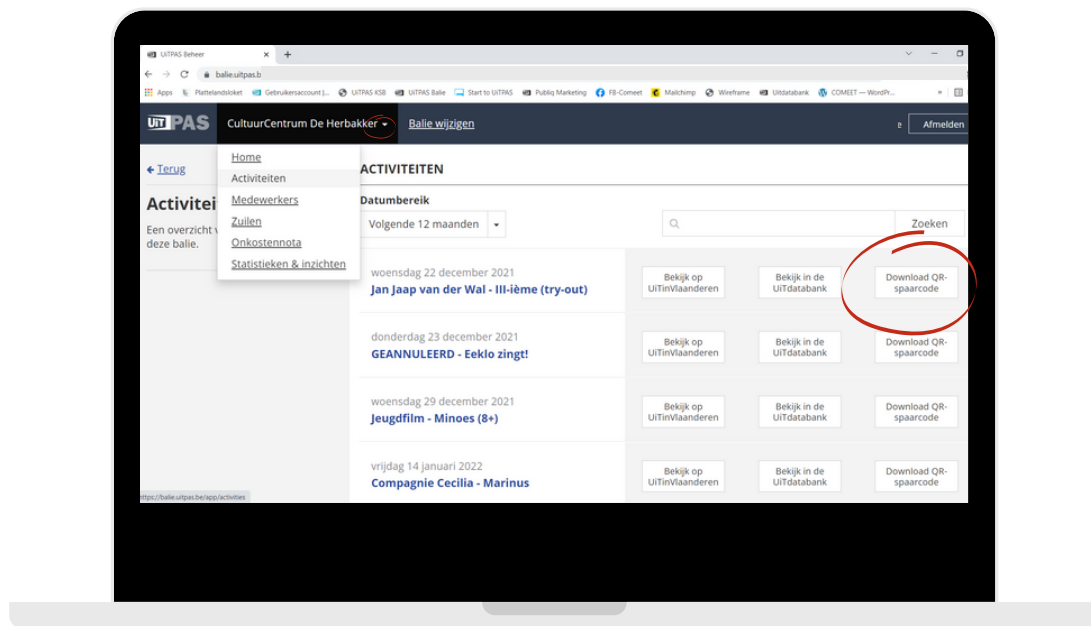 UiTPAS Beheer
balie.uitpas.b
Apps Plattelandsloket Gebruikersaccount |... UiTPAS KSB UiTPAS Balie Start to UiTPAS Publiq Marketing FB-Comeet Mailchimp Wireframe Uitdatabank COMEET — WordPr... »
UiTPAS CultuurCentrum De Herbakker Balie wijzigen e Afmelden
Terug
Activitei
Een overzicht v
deze balie.
Home
Activiteiten
Medewerkers
Zuilen
Onkostennota
Statistieken & inzichten
ACTIVITEITEN
Datumbereik
Volgende 12 maanden
Zoeken
woensdag 22 december 2021
Jan Jaap van der Wal - III-ième (try-out)
Bekijk op
UiTinVlaanderen
Bekijk in de
UiTdatabank
Download QR-
spaarcode
donderdag 23 december 2021
GEANNULEERD - Eeklo zingt!
Bekijk op
UiTinVlaanderen
Bekijk in de
UiTdatabank
Download QR-
spaarcode
woensdag 29 december 2021
Jeugdfilm - Minoes (8+)
Bekijk op
UiTinVlaanderen
Bekijk in de
UiTdatabank
Download QR-
spaarcode
vrijdag 14 januari 2022
Compagnie Cecilia - Marinus
Bekijk op
UiTinVlaanderen
Bekijk in de
UiTdatabank
Download QR-
spaarcode
https://balie.uitpas.be/app/activities